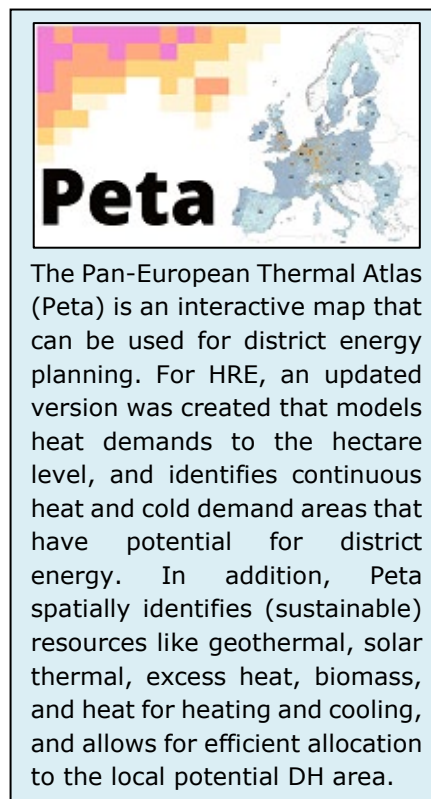 Peta
The Pan-European Thermal Atlas
(Peta) is an interactive map that
can be used for district energy
planning. For HRE, an updated
version was created that models
heat demands to the hectare
level, and identifies continuous
heat and cold demand areas that
have potential for district
energy. In addition, Peta
spatially identifies (sustainable)
resources like geothermal, solar
thermal, excess heat, biomass,
and heat for heating and cooling,
and allows for efficient allocation
to the local potential DH area.